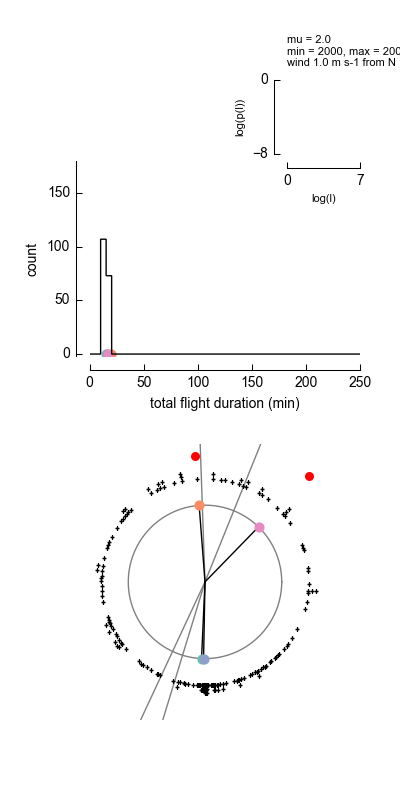 mu = 2.0
min = 2000, max = 200
wind 1.0 m s-1 from N
0
log(p(l))
−8
0 7
log(l)
150
100
50
0
count
0 50 100 150 200 250
total flight duration (min)